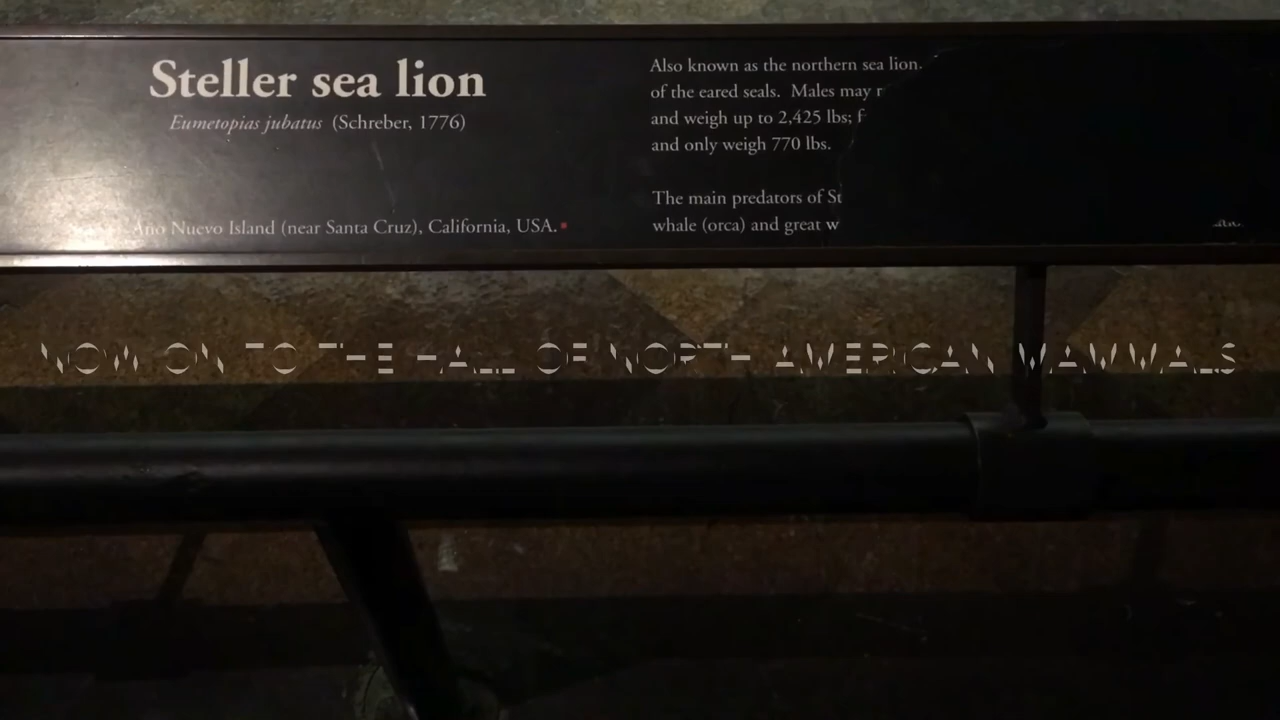 Steller sea lion
Eumetopias jubatus (Schreber, 1776)
Año Nuevo Island (near Santa Cruz), California, USA.
Also known as the northern sea lion.
of the eared seals. Males may
and weigh up to 2,425 lbs;
and only weigh 770 lbs.
The main predators of
whale (orca) and great
NOW ON TO THE HALL OF NORTH AMERICAN MAMMALS